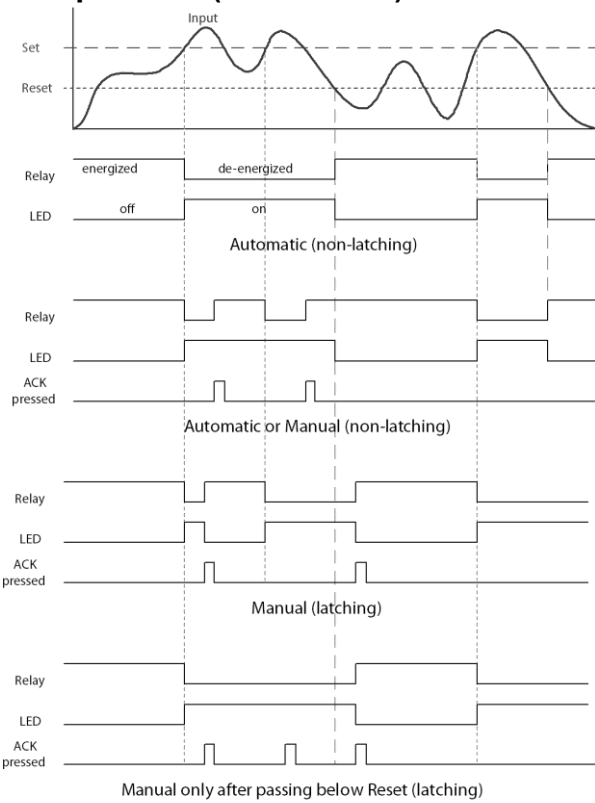 Input
Set
Reset
energized
de-energized
Relay
off
on
LED
Automatic (non-latching)
Relay
LED
ACK
pressed
Automatic or Manual (non-latching)
Relay
LED
ACK
pressed
Manual (latching)
Relay
LED
ACK
pressed
Manual only after passing below Reset (latching)